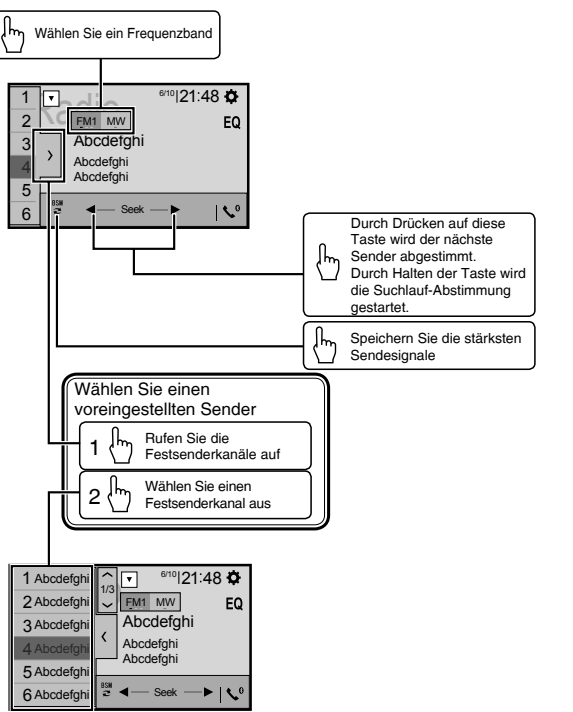 Wählen Sie ein Frequenzband
Radio
6/10|21:48
1
2
3
4
5
6
FM1 MW
EQ
Abcdefghi
Abcdefghi
Abcdefghi
BSM
Seek
0
Durch Drücken auf diese
Taste wird der nächste
Sender abgestimmt.
Durch Halten der Taste wird
die Suchlauf-Abstimmung
gestartet.
Speichern Sie die stärksten
Sendesignale
Wählen Sie einen
voreingestellten Sender
1 Rufen Sie die
Festsenderkanäle auf
2 Wählen Sie einen
Festsenderkanal aus
1 Abcdefghi
2 Abcdefghi
3 Abcdefghi
4 Abcdefghi
5 Abcdefghi
6 Abcdefghi
1/3
6/10|21:48
FM1 MW
EQ
Abcdefghi
Abcdefghi
Abcdefghi
BSM
Seek
0